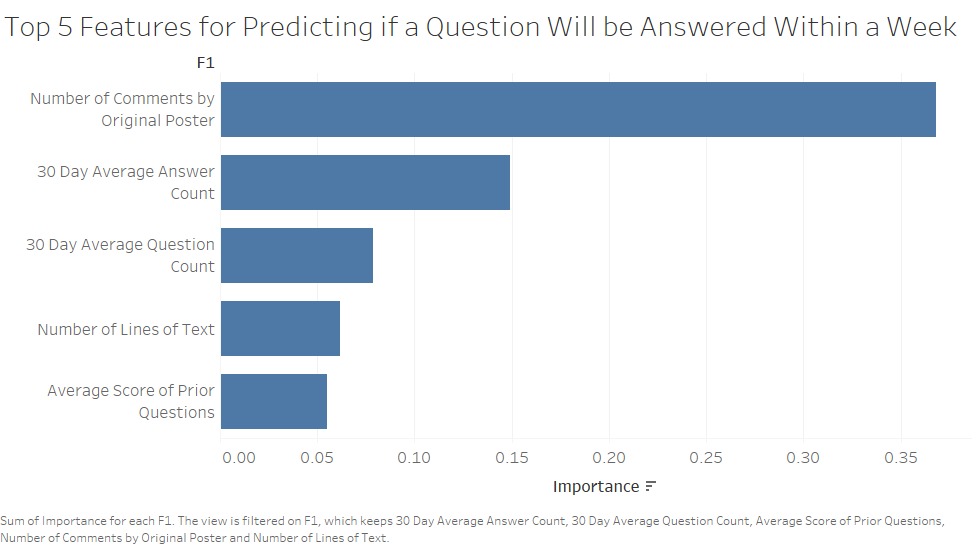 Top 5 Features for Predicting if a Question Will be Answered Within a Week
F1
Number of Comments by
Original Poster
30 Day Average Answer
Count
30 Day Average Question
Count
Number of Lines of Text
Average Score of Prior
Questions
0.00 0.05 0.10 0.15 0.20 0.25 0.30 0.35
Importance
Sum of Importance for each F1. The view is filtered on F1, which keeps 30 Day Average Answer Count, 30 Day Average Question Count, Average Score of Prior Questions,
Number of Comments by Original Poster and Number of Lines of Text.